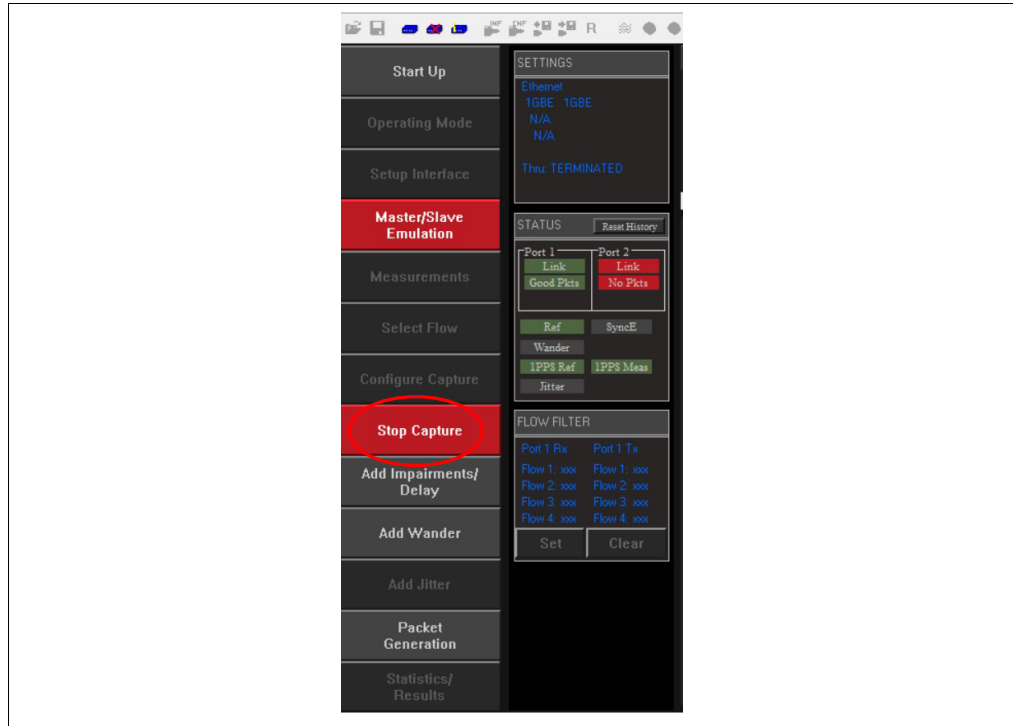 INF
CNF
R
Start Up
Operating Mode
Setup Interface
Master/Slave
Emulation
Measurements
Select Flow
Configure Capture
Stop Capture
Add Impairments/
Delay
Add Wander
Add Jitter
Packet
Generation
Statistics/
Results
SETTINGS
Ethernet
1GBE 1GBE
N/A
N/A
Thru: TERMINATED
STATUS Reset History
Port 1 Port 2
Link Link
Good Pkts No Pkts
Ref SyncE
Wander
1PPS Ref 1PPS Meas
Jitter
FLOW FILTER
Port 1 Rx Port 1 Tx
Flow 1: xxx Flow 1: xxx
Flow 2: xxx Flow 2: xxx
Flow 3: xxx Flow 3: xxx
Flow 4: xxx Flow 4: xxx
Set Clear